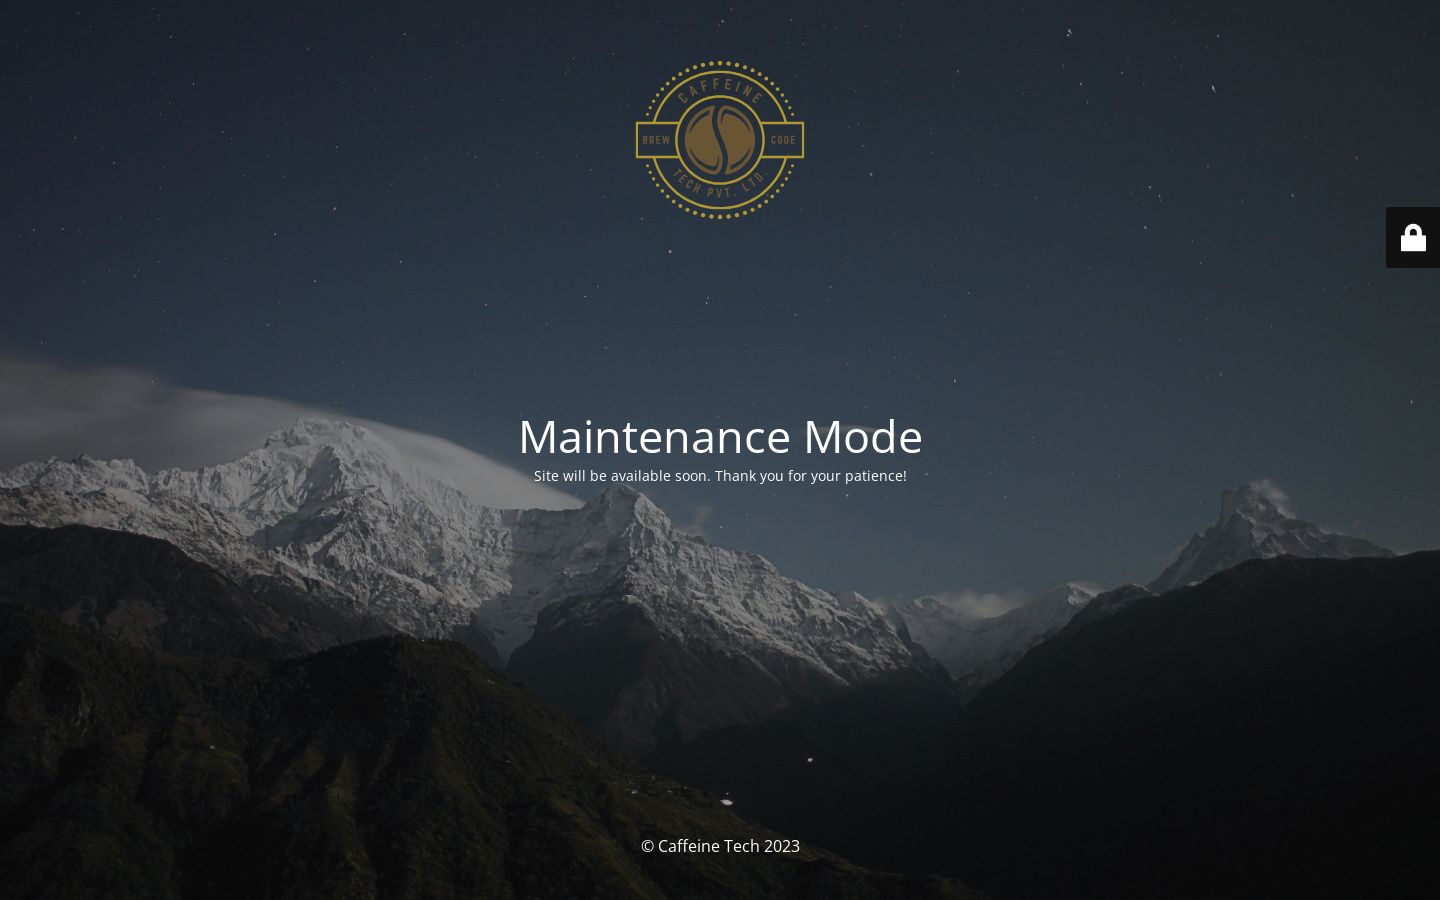 CAFFEINE
BREW CODE
TECH PVT. LTD.
Maintenance Mode
Site will be available soon. Thank you for your patience!
© Caffeine Tech 2023